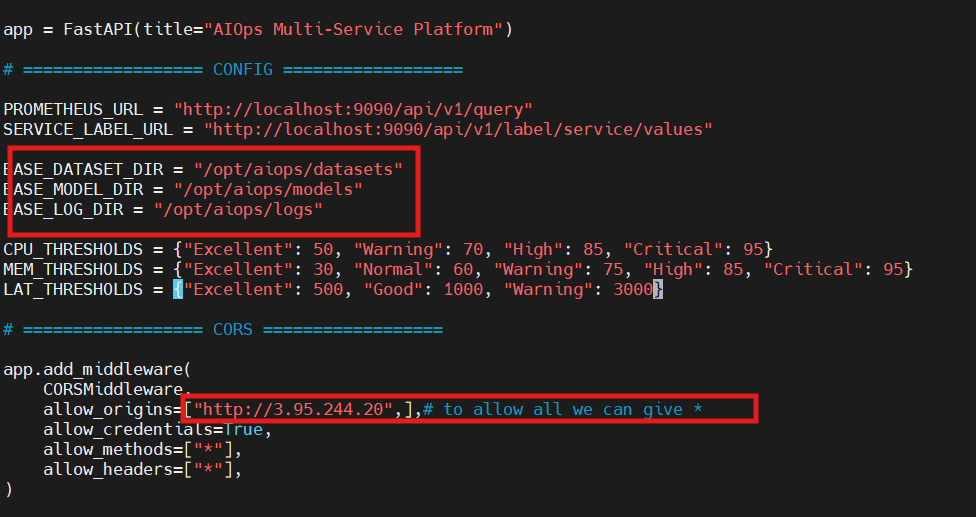 app = FastAPI(title="AIOps Multi-Service Platform")
# ================== CONFIG ==================
PROMETHEUS_URL = "http://localhost:9090/api/v1/query"
SERVICE_LABEL_URL = "http://localhost:9090/api/v1/label/service/values"
BASE_DATASET_DIR = "/opt/aiops/datasets"
BASE_MODEL_DIR = "/opt/aiops/models"
BASE_LOG_DIR = "/opt/aiops/logs"
CPU_THRESHOLDS = {"Excellent": 50, "Warning": 70, "High": 85, "Critical": 95}
MEM_THRESHOLDS = {"Excellent": 30, "Normal": 60, "Warning": 75, "High": 85, "Critical": 95}
LAT_THRESHOLDS = {"Excellent": 500, "Good": 1000, "Warning": 3000}
# ================== CORS ==================
app.add_middleware(
    CORSMiddleware,
    allow_origins=["http://3.95.244.20",],# to allow all we can give *
    allow_credentials=True,
    allow_methods=["*"],
    allow_headers=["*"],
)